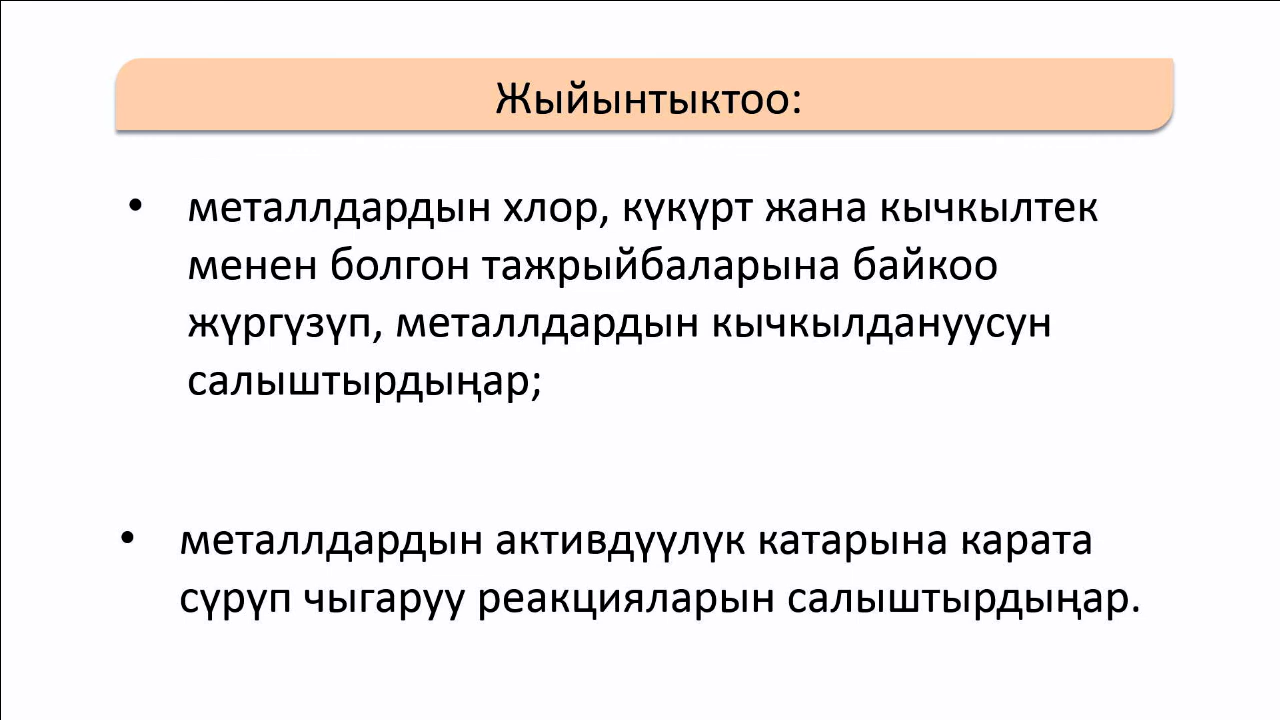 Жыйынтыктоо:
• металлдардын хлор, күкүрт жана кычкылтек
менен болгон тажрыйбаларына байкоо
жүргүзүп, металлдардын кычкылдануусун
салыштырдыңар;
• металлдардын активдүүлүк катарына карата
сүрүп чыгаруу реакцияларын салыштырдыңар.